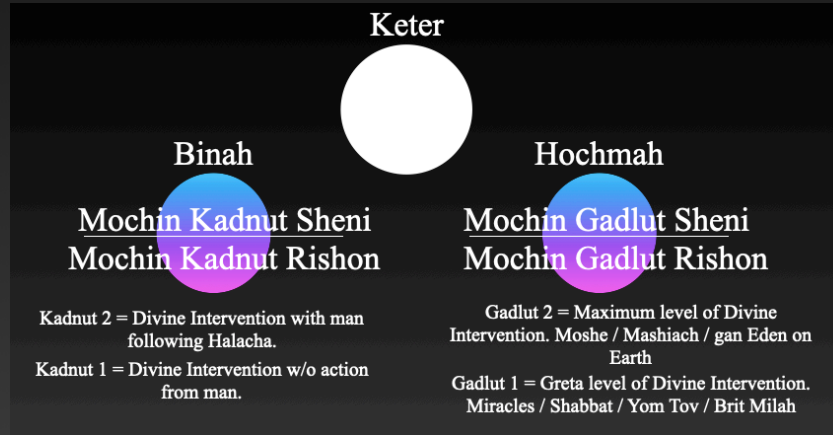 Keter
Binah
Hochmah
Mochin Kadnut Sheni
Mochin Kadnut Rishon
Mochin Gadlut Sheni
Mochin Gadlut Rishon
Kadnut 2 = Divine Intervention with man
following Halacha.
Kadnut 1 = Divine Intervention w/o action
from man.
Gadlut 2 = Maximum level of Divine
Intervention. Moshe / Mashiach / gan Eden on
Earth
Gadlut 1 = Greta level of Divine Intervention.
Miracles / Shabbat / Yom Tov / Brit Milah